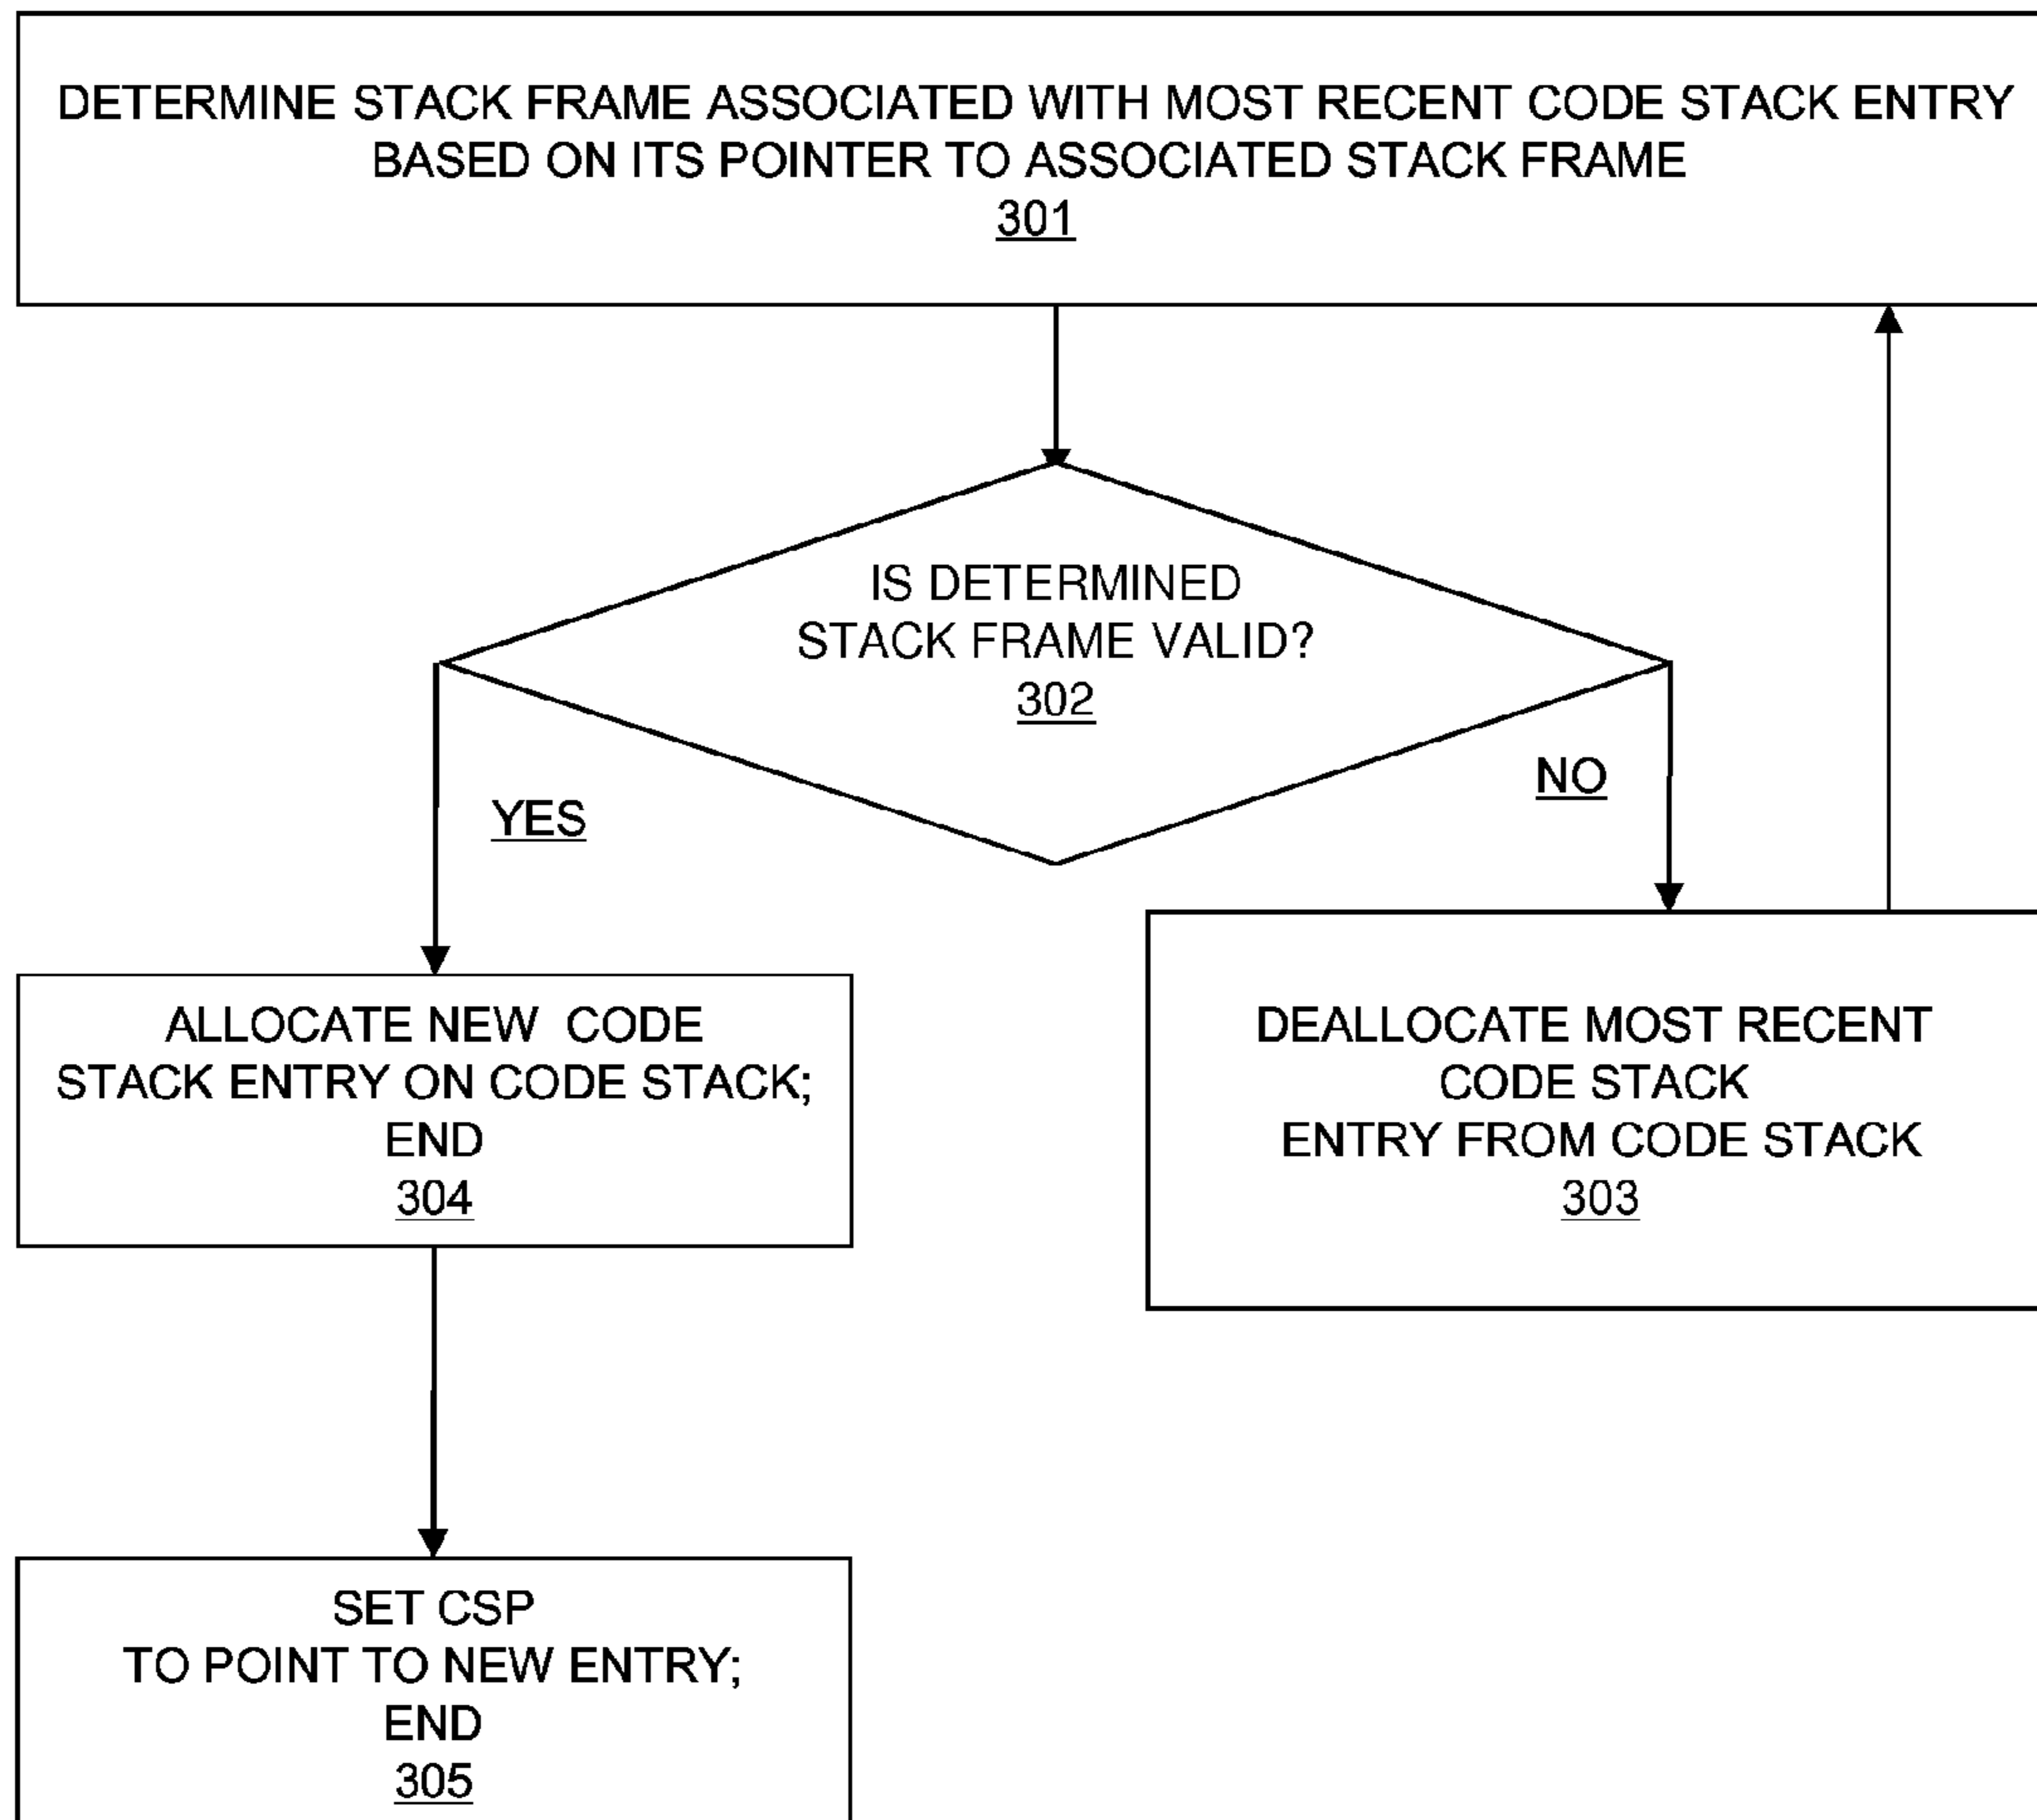 DETERMINE STACK FRAME ASSOCIATED WITH MOST RECENT CODE STACK ENTRY
BASED ON ITS POINTER TO ASSOCIATED STACK FRAME
301
IS DETERMINED
STACK FRAME VALID?
302
YES
NO
ALLOCATE NEW CODE
STACK ENTRY ON CODE STACK;
END
304
DEALLOCATE MOST RECENT
CODE STACK
ENTRY FROM CODE STACK
303
SET CSP
TO POINT TO NEW ENTRY;
END
305